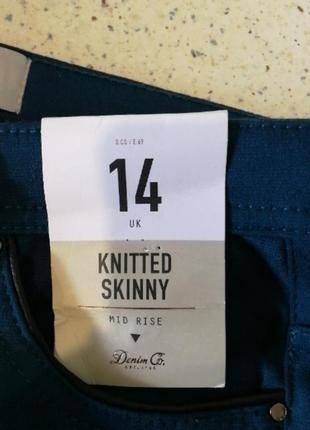 14
UK
KNITTED
SKINNY
MID RISE
Denim Co.